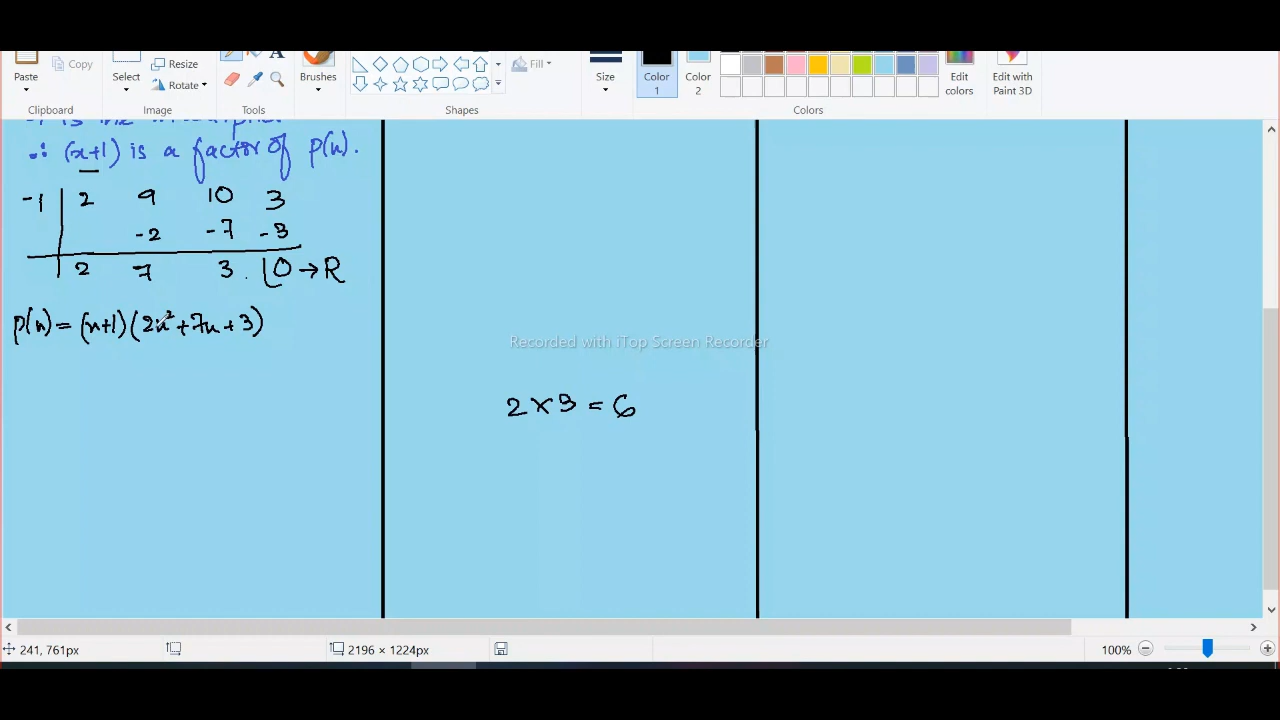 Paste
Copy
Select
Resize
Rotate
Brushes
Fill
Size
Color 1
Color 2
Edit colors
Edit with Paint 3D
Clipboard
Image
Tools
Shapes
Colors
∴ (x+1) is a factor of p(x).
-1 2 9 10 3
-2 -7 -3
2 7 3 0 → R
p(x) = (x+1)(2x²+7x+3)
Recorded with iTop Screen Recorder
2×3=6
241, 761px
2196 × 1224px
100%